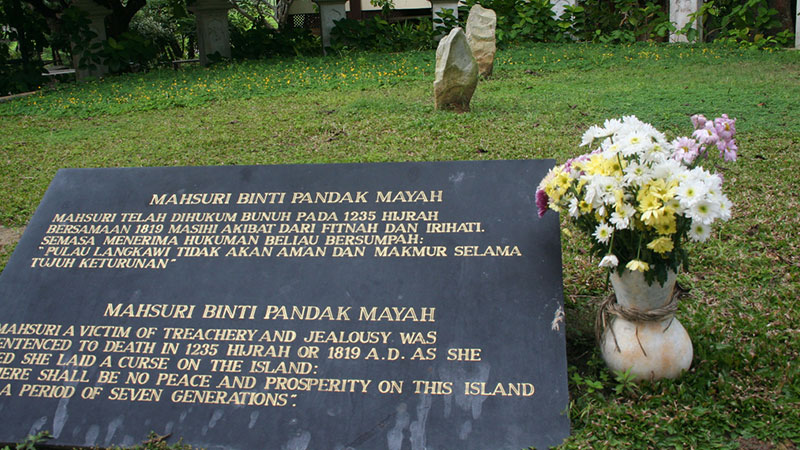 MAHSURI BINTI PANDAK MAYAH
MAHSURI TELAH DIHUKUM BUNUH PADA 1235 HIJRAH
BERSAMAAN 1819 MASIHI AKIBAT DARI FITNAH DAN IRIHATI.
SEMASA MENERIMA HUKUMAN BELIAU BERSUMPAH:
"PULAU LANGKAWI TIDAK AKAN AMAN DAN MAKMUR SELAMA
TUJUH KETURUNAN"
MAHSURI BINTI PANDAK MAYAH
MAHSURI A VICTIM OF TREACHERY AND JEALOUSY WAS
ENTENCED TO DEATH IN 1235 HIJRAH OR 1819 A.D. AS SHE
ED SHE LAID A CURSE ON THE ISLAND:
ERE SHALL BE NO PEACE AND PROSPERITY ON THIS ISLAND
A PERIOD OF SEVEN GENERATIONS".